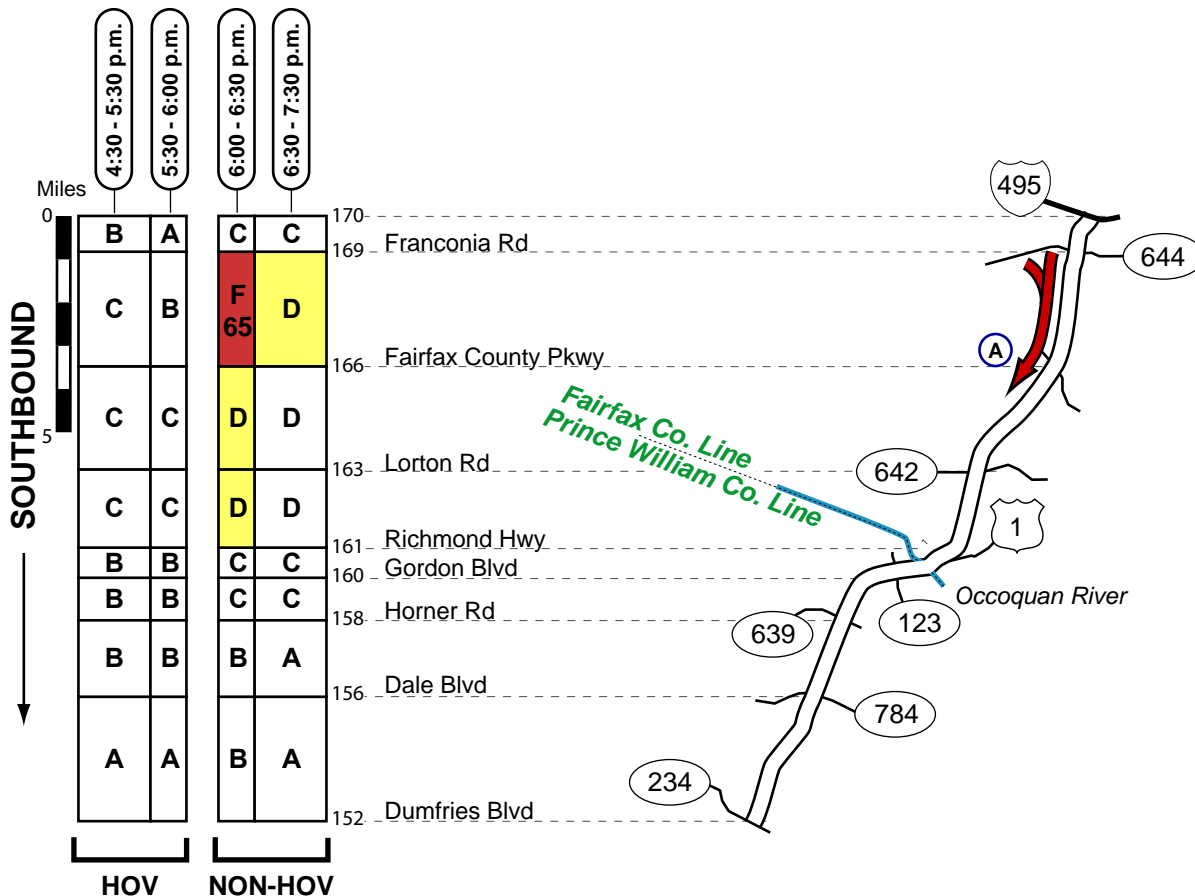 4:30 - 5:30 p.m.
5:30 - 6:00 p.m.
6:00 - 6:30 p.m.
6:30 - 7:30 p.m.
Miles
0
5
SOUTHBOUND
B A C C
C B F 65 D
C C D D
C C D D
B B C C
B B C C
B B B A
A A B A
170
169 Franconia Rd
166 Fairfax County Pkwy
163 Lorton Rd
161 Richmond Hwy
160 Gordon Blvd
158 Horner Rd
156 Dale Blvd
152 Dumfries Blvd
HOV
NON-HOV
495
644
A
Fairfax Co. Line
Prince William Co. Line
642
1
Occoquan River
123
639
784
234